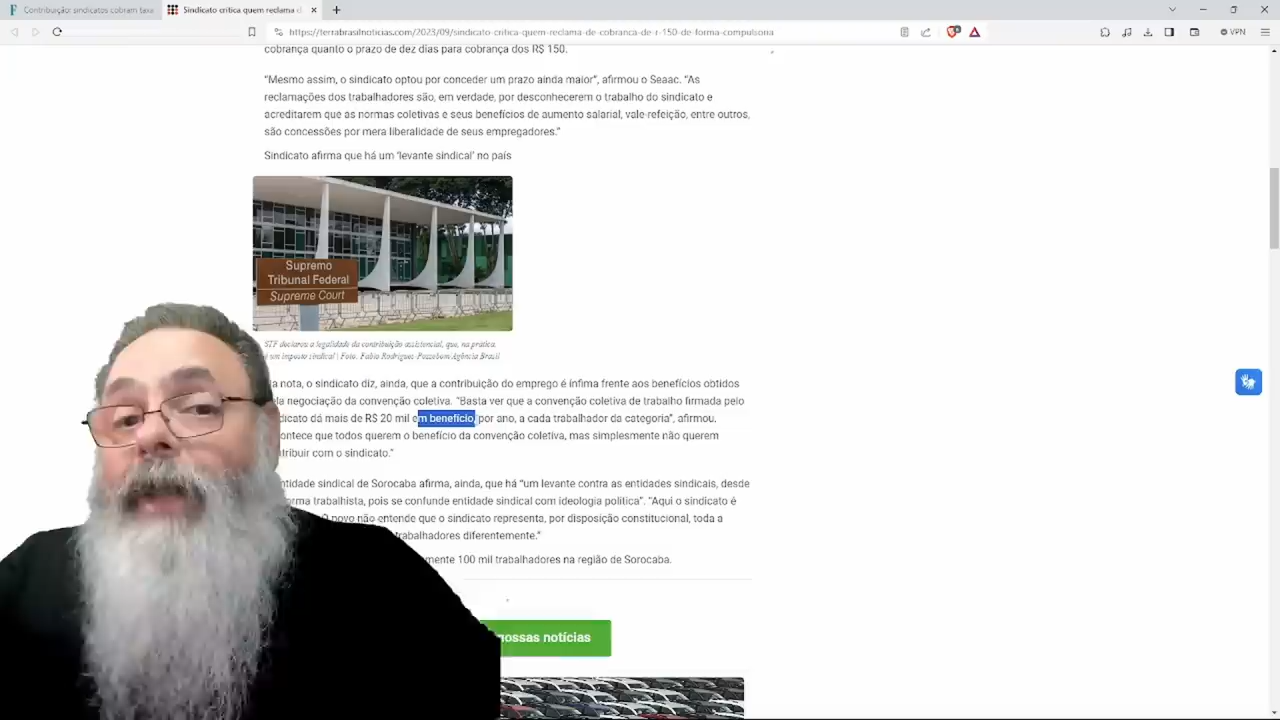 Contribuição: sindicatos cobram taxa
Sindicato critica quem reclama d
https://terrabrasilnoticias.com/2023/09/sindicato-critica-quem-reclama-de-cobranca-de-r-150-de-forma-compulsoria
VPN
cobrança quanto o prazo de dez dias para cobrança dos R$ 150.
“Mesmo assim, o sindicato optou por conceder um prazo ainda maior”, afirmou o Seaac. “As
reclamações dos trabalhadores são, em verdade, por desconhecerem o trabalho do sindicato e
acreditarem que as normas coletivas e seus benefícios de aumento salarial, vale-refeição, entre outros,
são concessões por mera liberalidade de seus empregadores.”
Sindicato afirma que há um ‘levante sindical’ no país
Supremo
Tribunal Federal
Supreme Court
STF declarou a legalidade da contribuição assistencial, que, na prática,
é um imposto sindical | Foto: Fabio Rodrigues-Pozzebom/Agência Brasil
a nota, o sindicato diz, ainda, que a contribuição do emprego é ínfima frente aos benefícios obtidos
la negociação da convenção coletiva. “Basta ver que a convenção coletiva de trabalho firmada pelo
dicato dá mais de R$ 20 mil em benefício, por ano, a cada trabalhador da categoria”, afirmou.
ontece que todos querem o benefício da convenção coletiva, mas simplesmente não querem
tribuir com o sindicato.”
ntidade sindical de Sorocaba afirma, ainda, que há “um levante contra as entidades sindicais, desde
forma trabalhista, pois se confunde entidade sindical com ideologia política”. “Aqui o sindicato é
O povo não entende que o sindicato representa, por disposição constitucional, toda a
trabalhadores diferentemente.”
mente 100 mil trabalhadores na região de Sorocaba.
nossas notícias